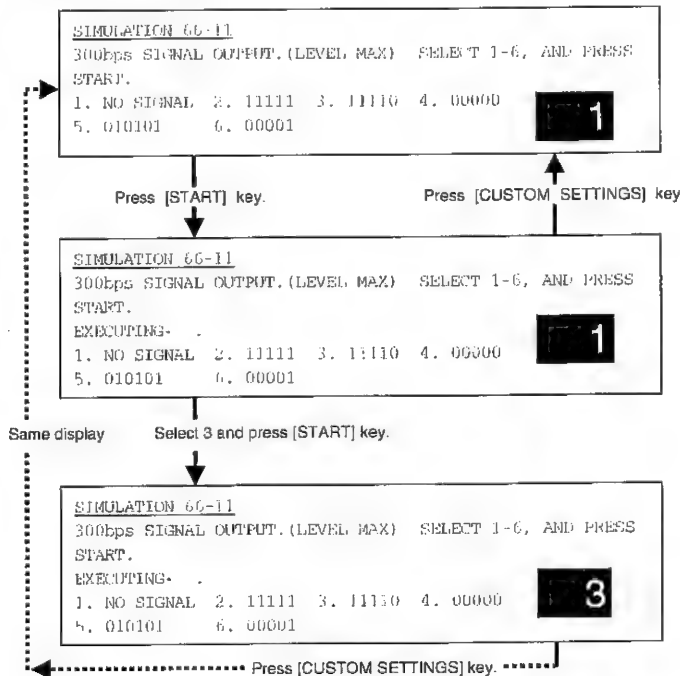 SIMULATION 66-11
300bps SIGNAL OUTPUT.(LEVEL MAX) SELECT 1-6, AND PRESS
START.
1. NO SIGNAL 2. 11111 3. 11110 4. 00000
5. 010101 6. 00001
1
Press [START] key.
Press [CUSTOM SETTINGS] key
SIMULATION 66-11
300bps SIGNAL OUTPUT.(LEVEL MAX) SELECT 1-6, AND PRESS
START.
EXECUTING. .
1. NO SIGNAL 2. 11111 3. 11110 4. 00000
5. 010101 6. 00001
1
Same display
Select 3 and press [START] key.
SIMULATION 66-11
300bps SIGNAL OUTPUT.(LEVEL MAX) SELECT 1-6, AND PRESS
START.
EXECUTING. .
1. NO SIGNAL 2. 11111 3. 11110 4. 00000
5. 010101 6. 00001
3
Press [CUSTOM SETTINGS] key.